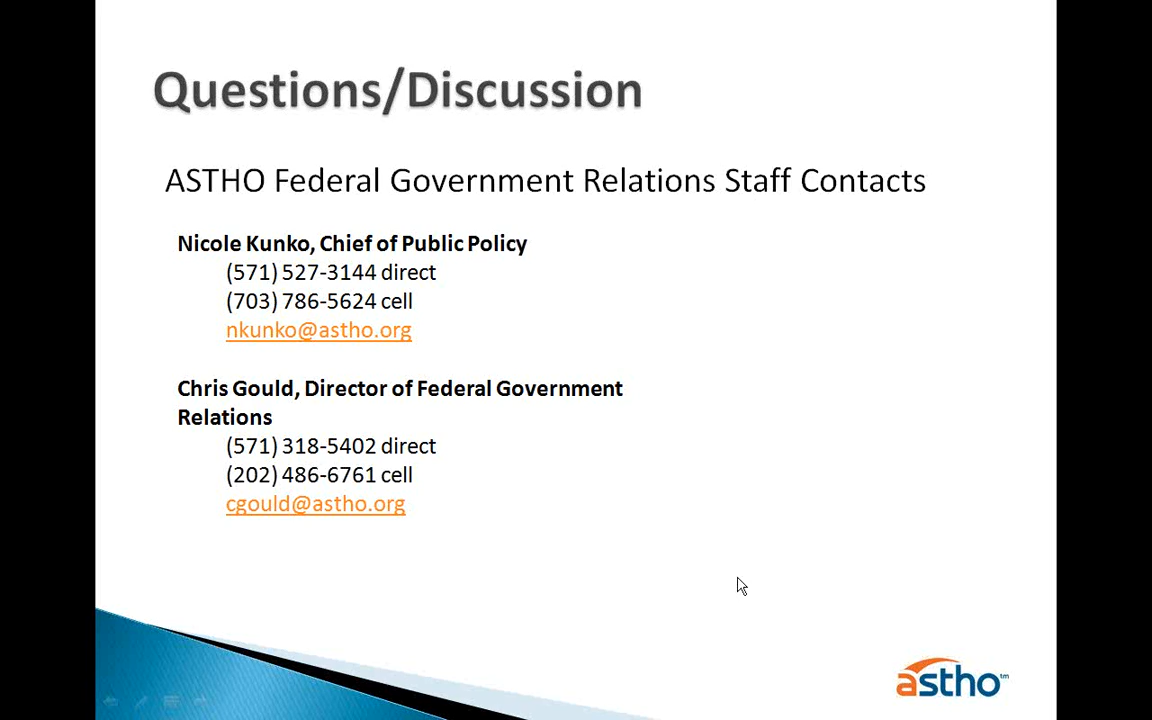 Questions/Discussion
ASTHO Federal Government Relations Staff Contacts
Nicole Kunko, Chief of Public Policy
(571) 527-3144 direct
(703) 786-5624 cell
nkunko@astho.org
Chris Gould, Director of Federal Government
Relations
(571) 318-5402 direct
(202) 486-6761 cell
cgould@astho.org
astho™